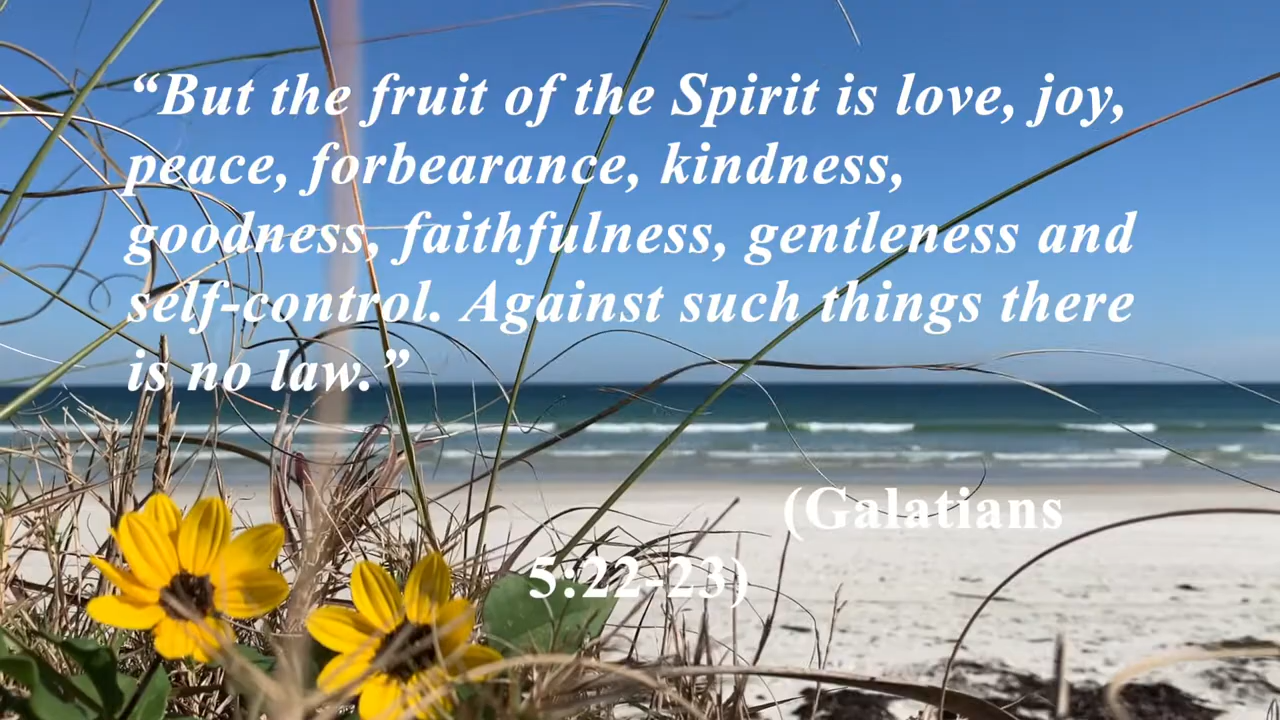 “But the fruit of the Spirit is love, joy,
peace, forbearance, kindness,
goodness, faithfulness, gentleness and
self-control. Against such things there
is no law.”
(Galatians
5:22-23)